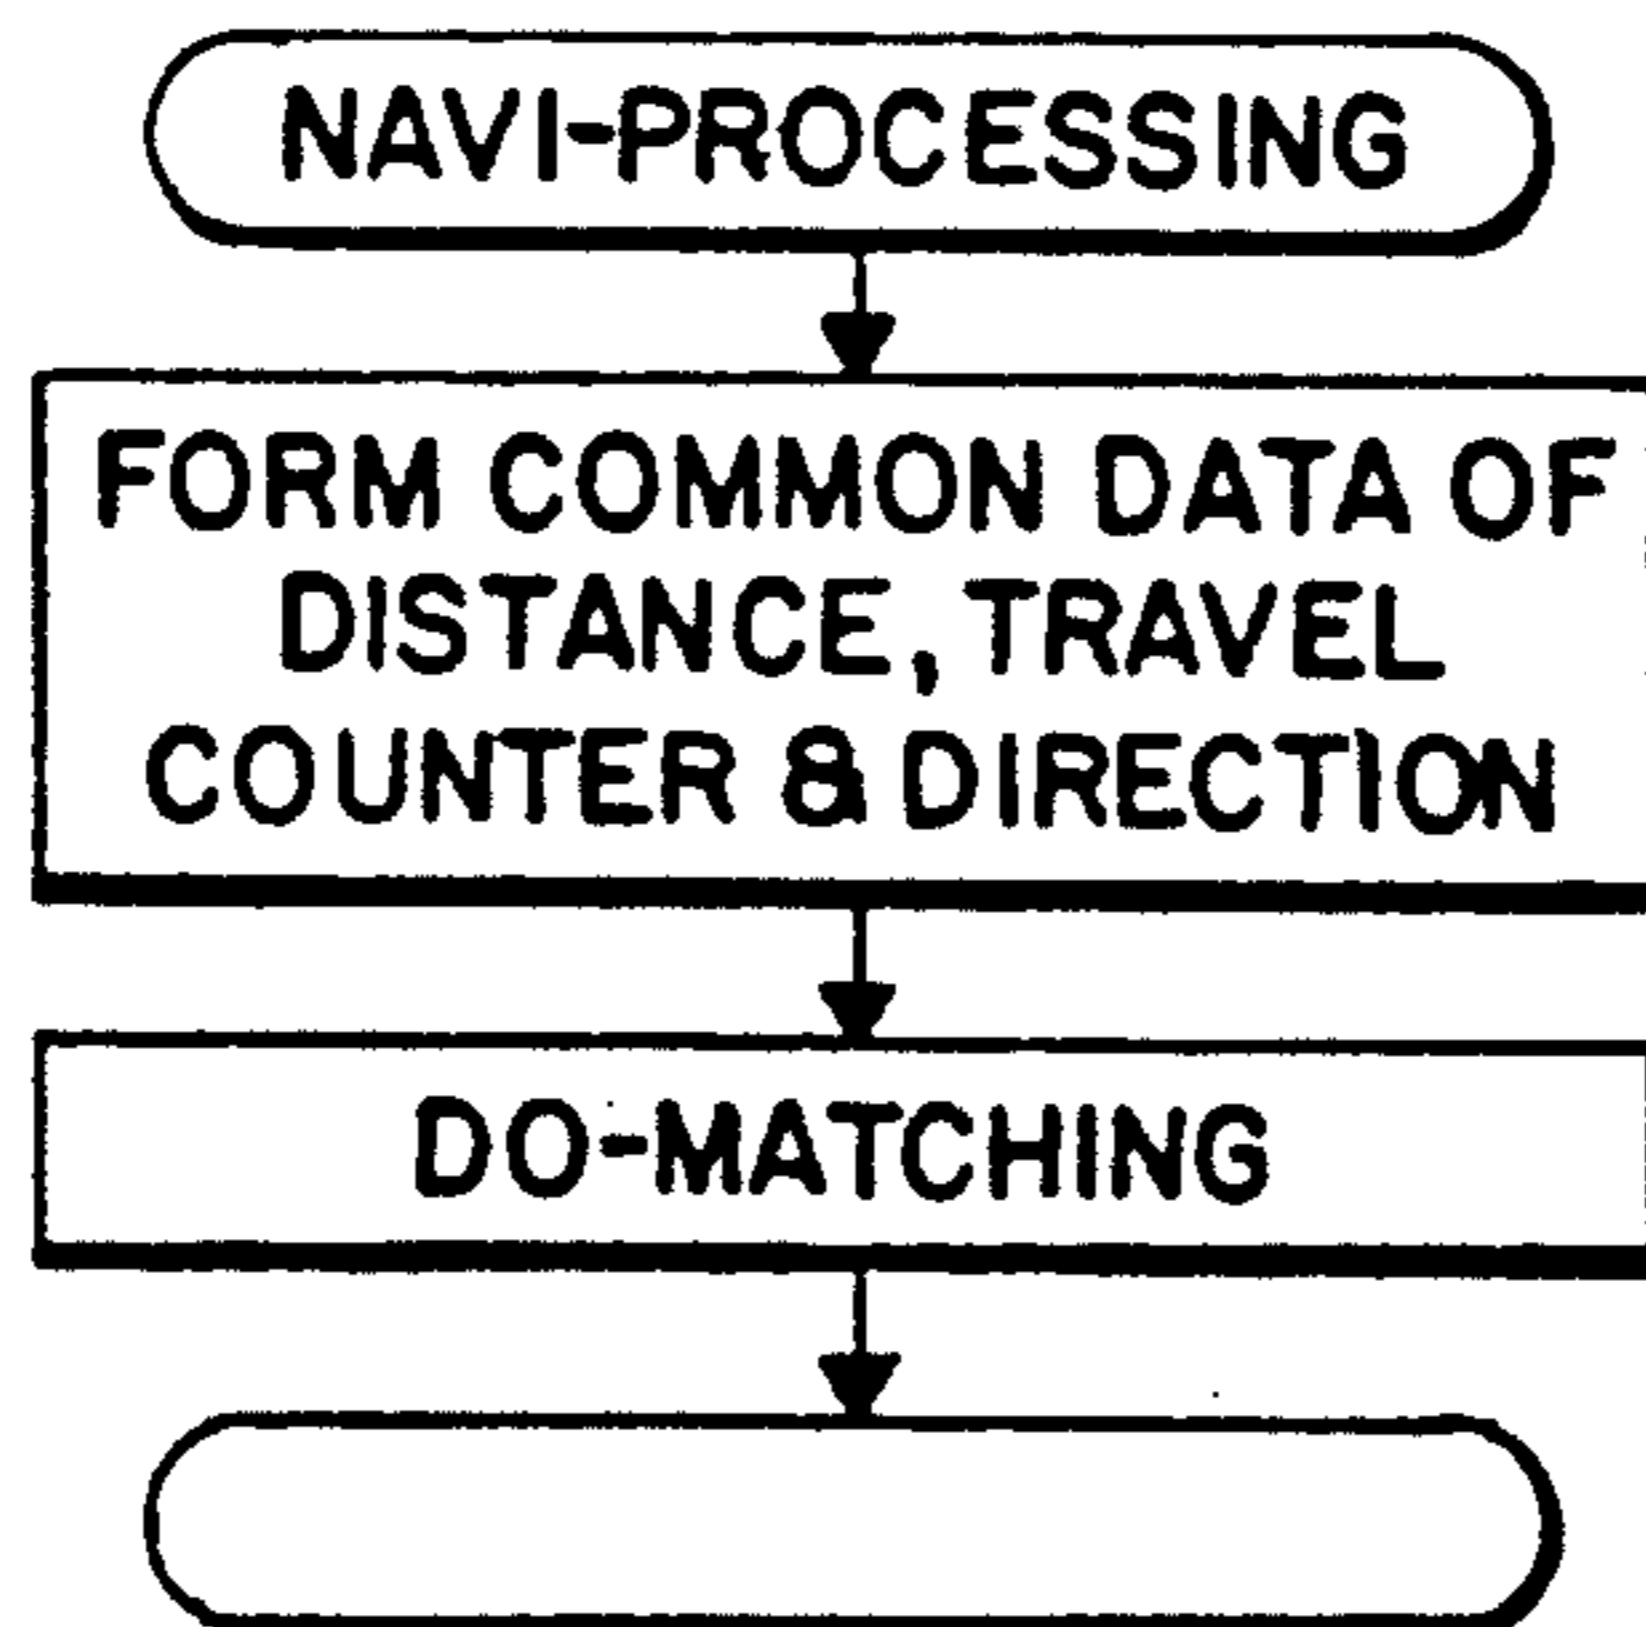 NAVI-PROCESSING
FORM COMMON DATA OF
DISTANCE, TRAVEL
COUNTER & DIRECTION
DO-MATCHING